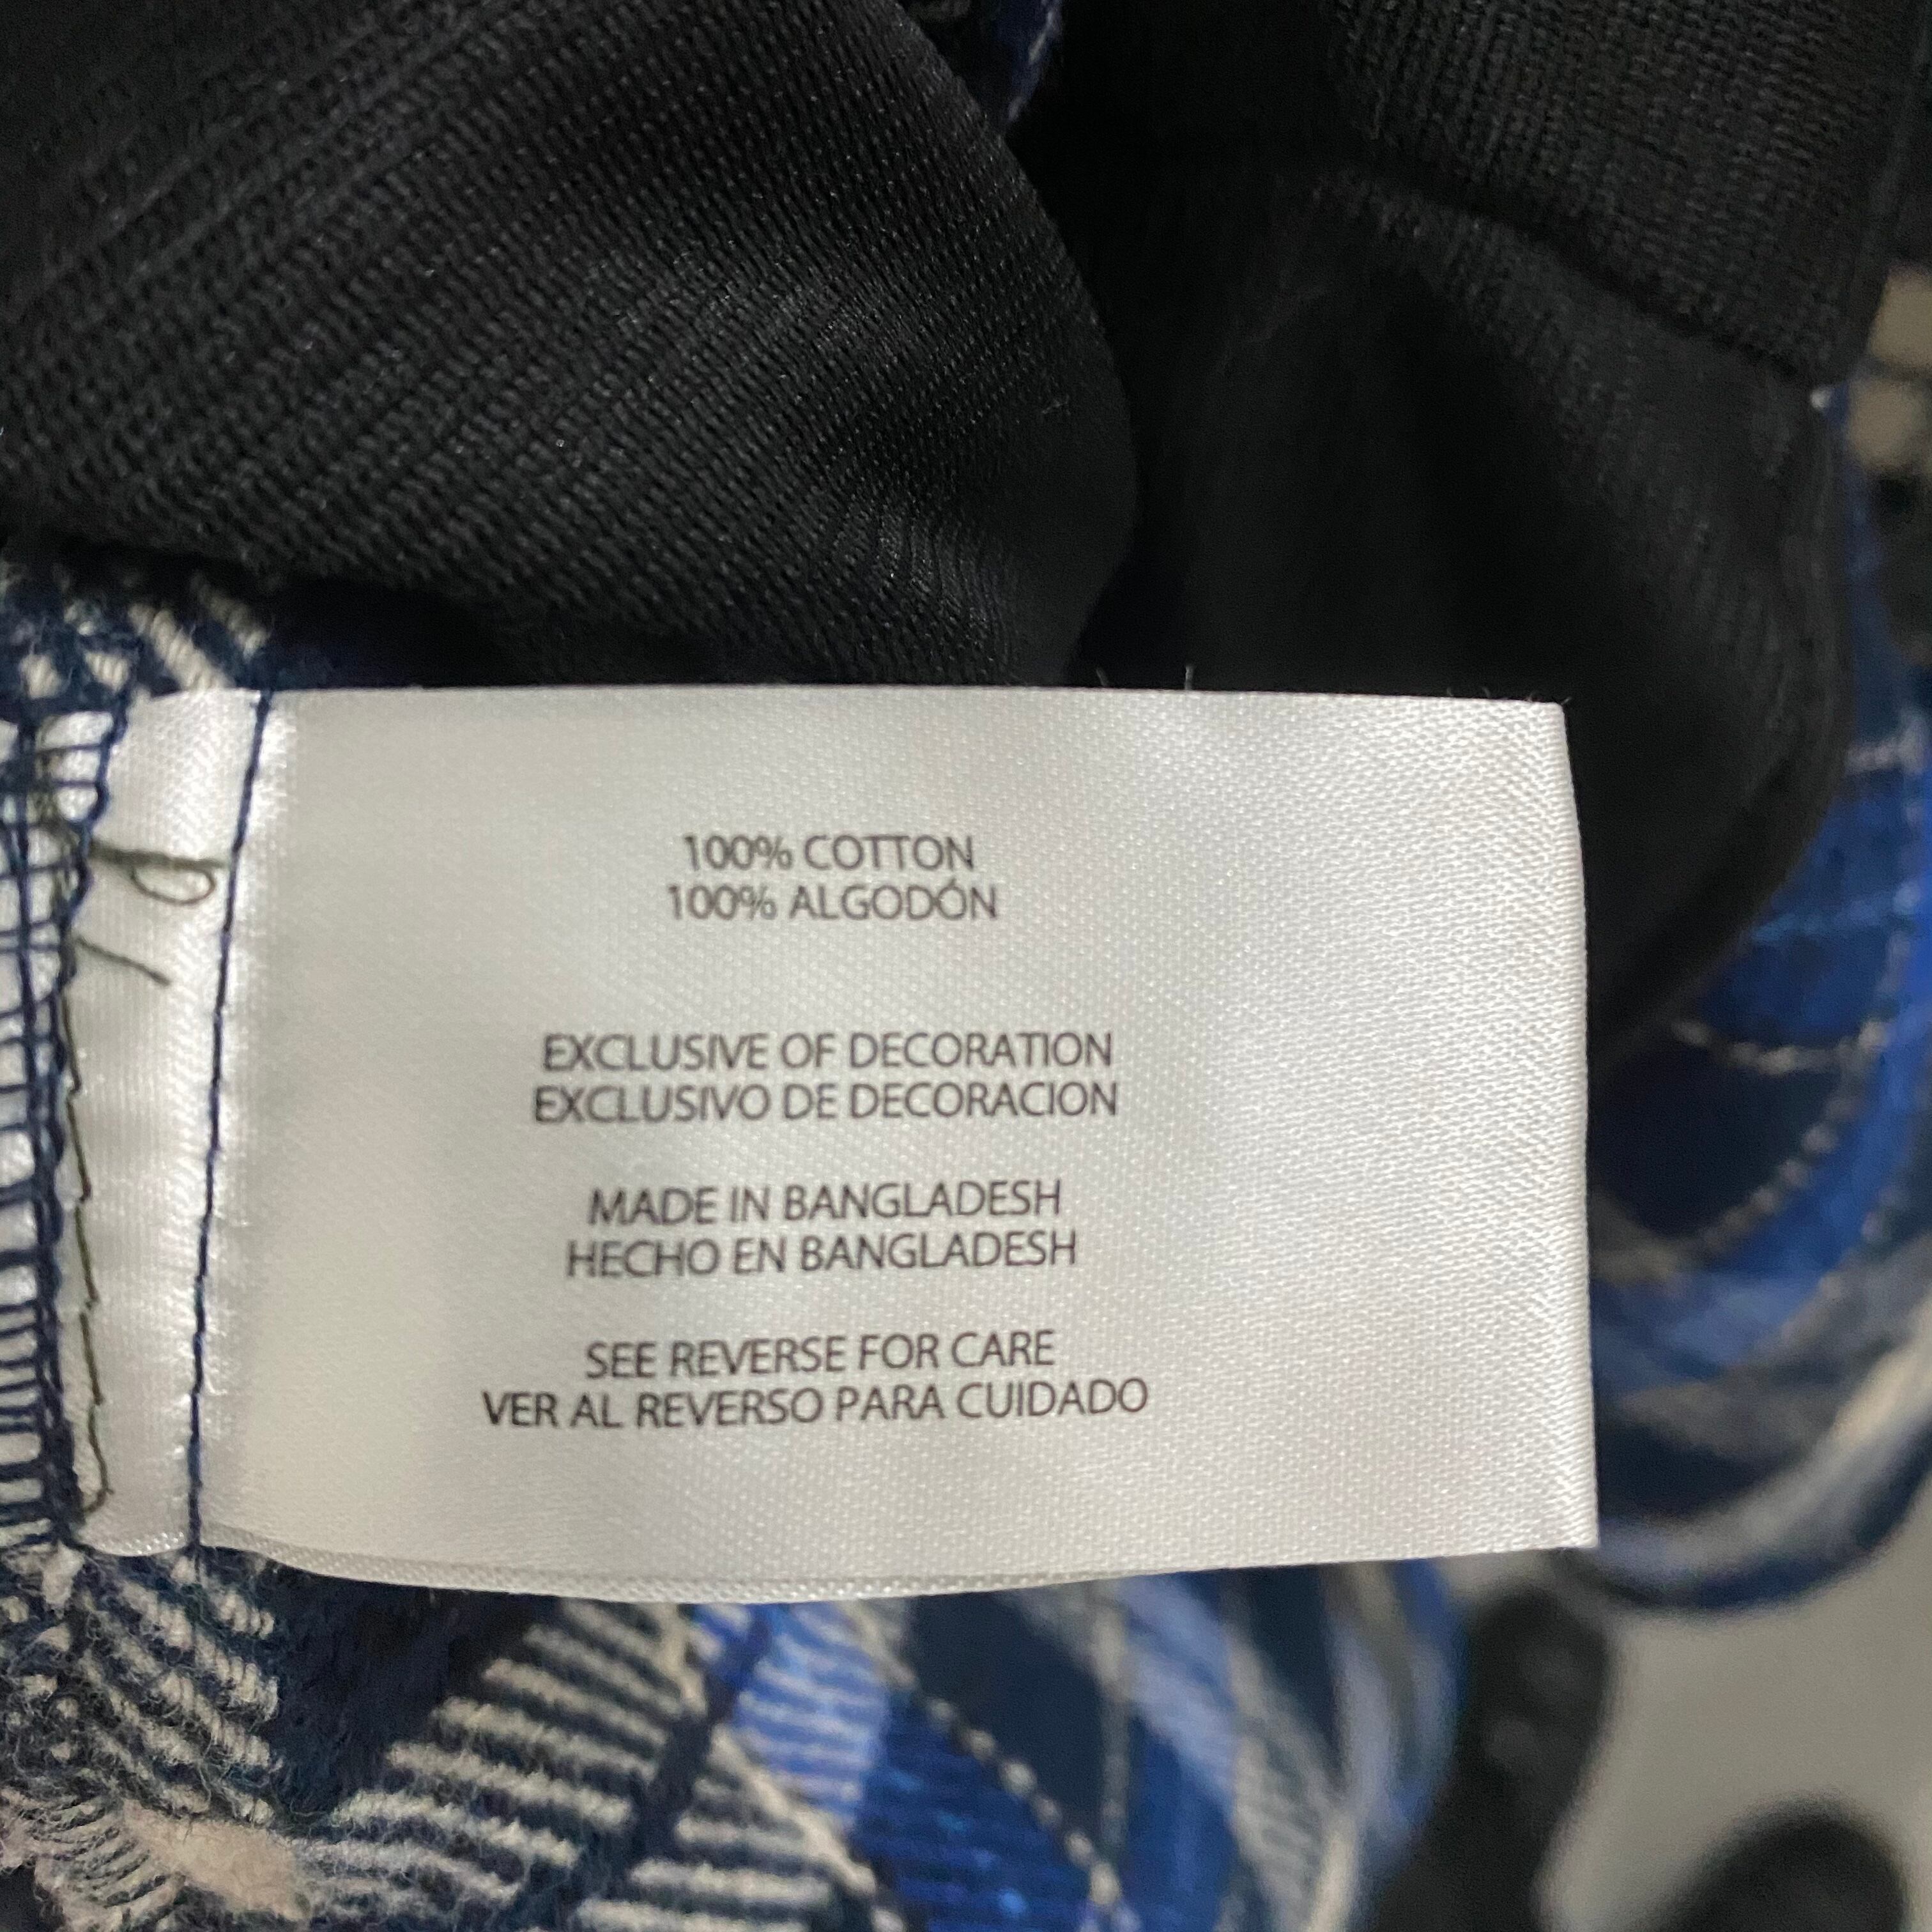 100% COTTON
100% ALGODÓN
EXCLUSIVE OF DECORATION
EXCLUSIVO DE DECORACION
MADE IN BANGLADESH
HECHO EN BANGLADESH
SEE REVERSE FOR CARE
VER AL REVERSO PARA CUIDADO